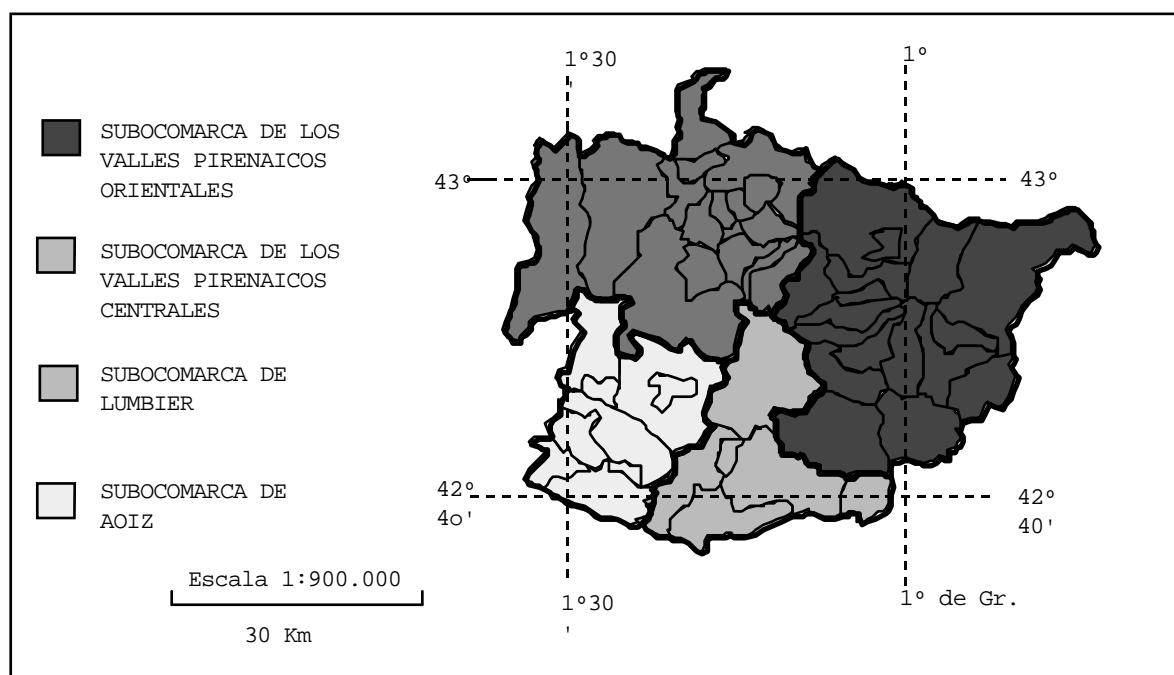 1º30
'
1º
SUBOCOMARCA DE LOS
VALLES PIRENAICOS
ORIENTALES
43º
43º
SUBOCOMARCA DE LOS
VALLES PIRENAICOS
CENTRALES
SUBOCOMARCA DE
LUMBIER
SUBOCOMARCA DE
AOIZ
42º
4o'
42º
40'
Escala 1:900.000
30 Km
1º30
'
1º de Gr.